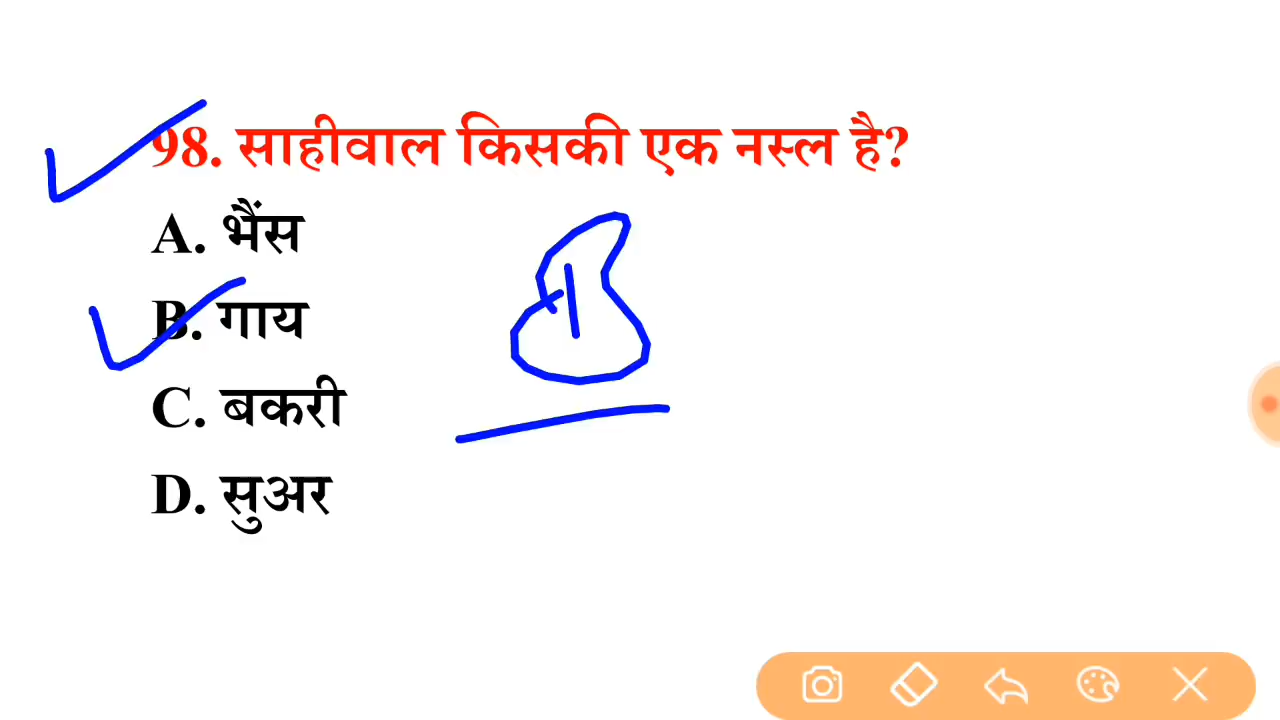 98. साहीवाल किसकी एक नस्ल है?
A. भैंस
B. गाय
C. बकरी
D. सुअर